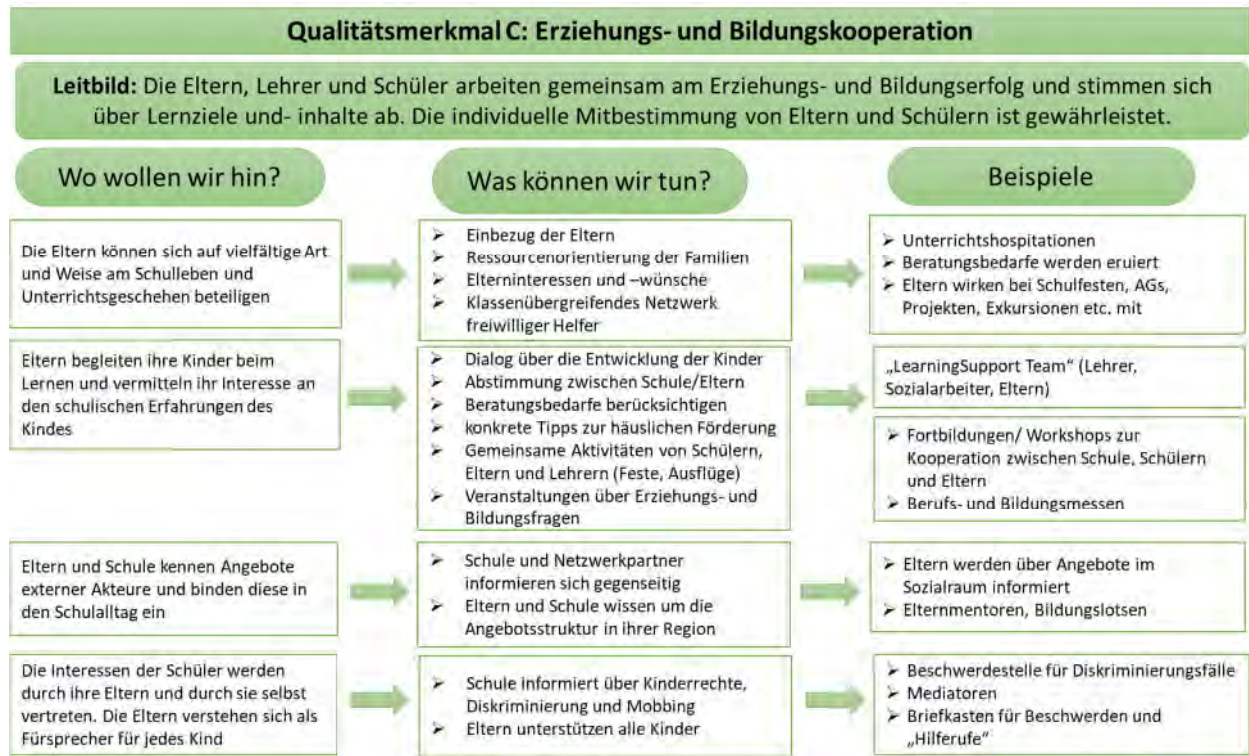 Qualitätsmerkmal C: Erziehungs- und Bildungskooperation
Leitbild: Die Eltern, Lehrer und Schüler arbeiten gemeinsam am Erziehungs- und Bildungserfolg und stimmen sich
über Lernziele und- inhalte ab. Die individuelle Mitbestimmung von Eltern und Schülern ist gewährleistet.
Wo wollen wir hin?
Was können wir tun?
Beispiele
Die Eltern können sich auf vielfältige Art
und Weise am Schulleben und
Unterrichtsgeschehen beteiligen
➢ Einbezug der Eltern
➢ Ressourcenorientierung der Familien
➢ Elterninteressen und –wünsche
➢ Klassenübergreifendes Netzwerk
freiwilliger Helfer
➢ Unterrichtshospitationen
➢ Beratungsbedarfe werden eruiert
➢ Eltern wirken bei Schulfesten, AGs,
Projekten, Exkursionen etc. mit
Eltern begleiten ihre Kinder beim
Lernen und vermitteln ihr Interesse an
den schulischen Erfahrungen des
Kindes
➢ Dialog über die Entwicklung der Kinder
➢ Abstimmung zwischen Schule/Eltern
➢ Beratungsbedarfe berücksichtigen
➢ konkrete Tipps zur häuslichen Förderung
➢ Gemeinsame Aktivitäten von Schülern,
Eltern und Lehrern (Feste, Ausflüge)
➢ Veranstaltungen über Erziehungs- und
Bildungsfragen
„LearningSupport Team“ (Lehrer,
Sozialarbeiter, Eltern)
➢ Fortbildungen/ Workshops zur
Kooperation zwischen Schule, Schülern
und Eltern
➢ Berufs- und Bildungsmessen
Eltern und Schule kennen Angebote
externer Akteure und binden diese in
den Schulalltag ein
➢ Schule und Netzwerkpartner
informieren sich gegenseitig
➢ Eltern und Schule wissen um die
Angebotsstruktur in ihrer Region
➢ Eltern werden über Angebote im
Sozialraum informiert
➢ Elternmentoren, Bildungslotsen
Die Interessen der Schüler werden
durch ihre Eltern und durch sie selbst
vertreten. Die Eltern verstehen sich als
Fürsprecher für jedes Kind
➢ Schule informiert über Kinderrechte,
Diskriminierung und Mobbing
➢ Eltern unterstützen alle Kinder
➢ Beschwerdestelle für Diskriminierungsfälle
➢ Mediatoren
➢ Briefkasten für Beschwerden und
„Hilferufe“